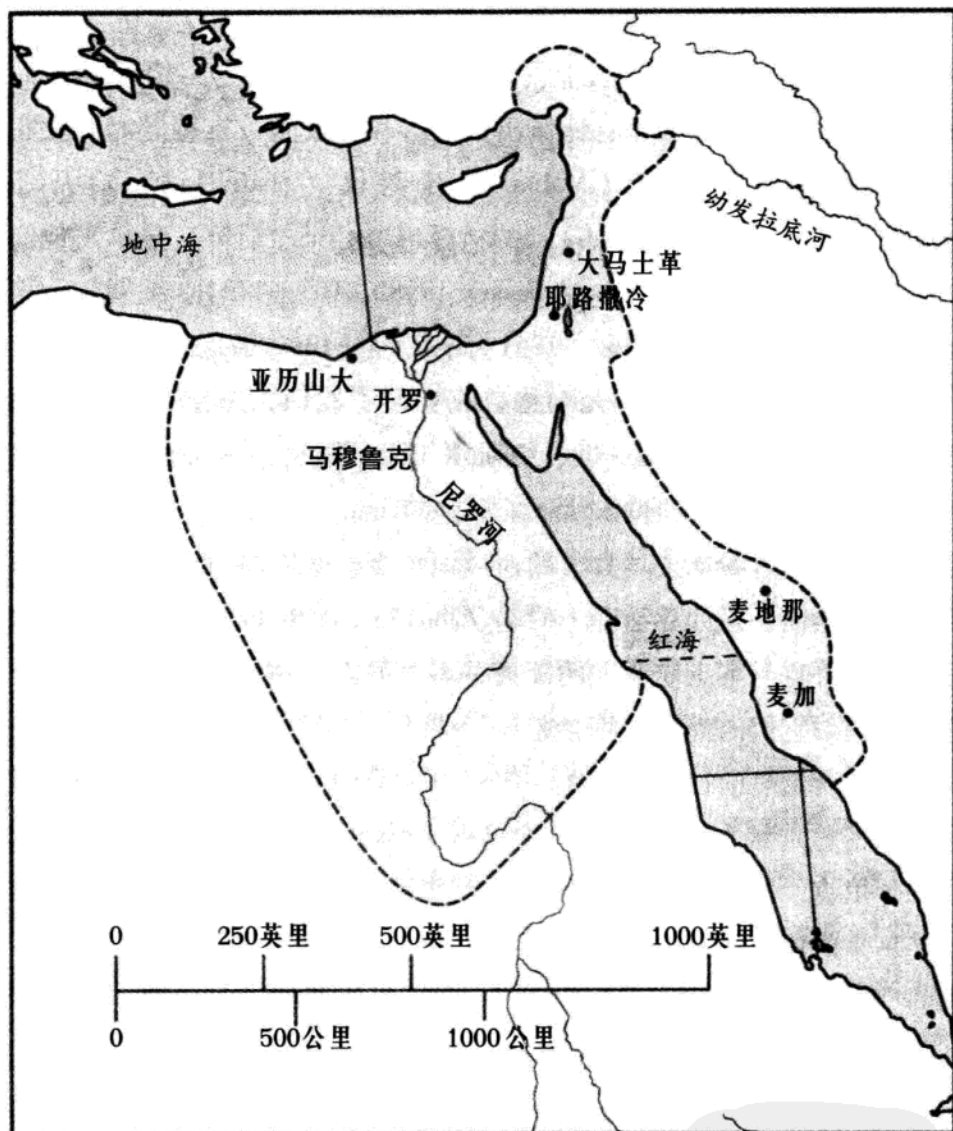 幼发拉底河
地中海
大马士革
耶路撒冷
亚历山大
开罗
马穆鲁克
尼罗河
麦地那
红海
麦加
0 250英里 500英里 1000英里
0 500公里 1000公里